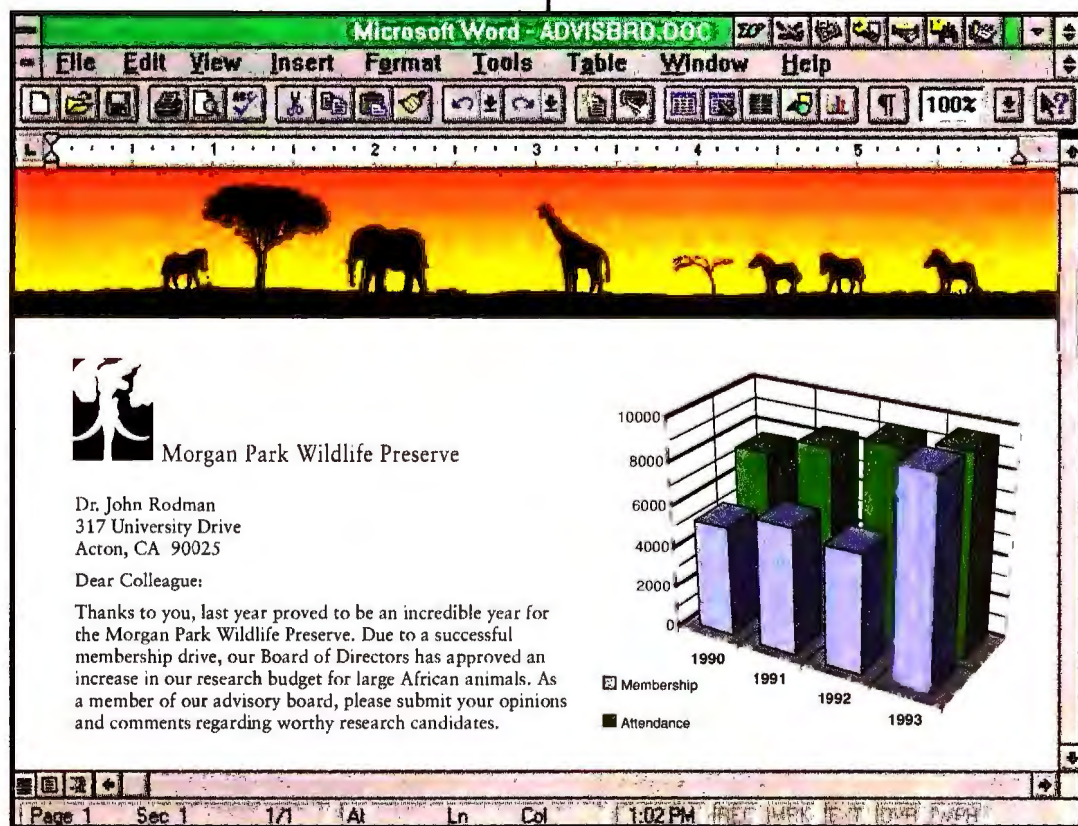 Microsoft Word - ADVISBRD.DOC
File Edit View Insert Format Tools Table Window Help
100%
1 2 3 4 5
Morgan Park Wildlife Preserve
Dr. John Rodman
317 University Drive
Acton, CA 90025
Dear Colleague:
Thanks to you, last year proved to be an incredible year for
the Morgan Park Wildlife Preserve. Due to a successful
membership drive, our Board of Directors has approved an
increase in our research budget for large African animals. As
a member of our advisory board, please submit your opinions
and comments regarding worthy research candidates.
10000
8000
6000
4000
2000
0
1990
1991
1992
1993
Membership
Attendance
Page 1 Sec 1 1/1 At Ln Col 1:02 PM REC MRK EXT OVR WPH